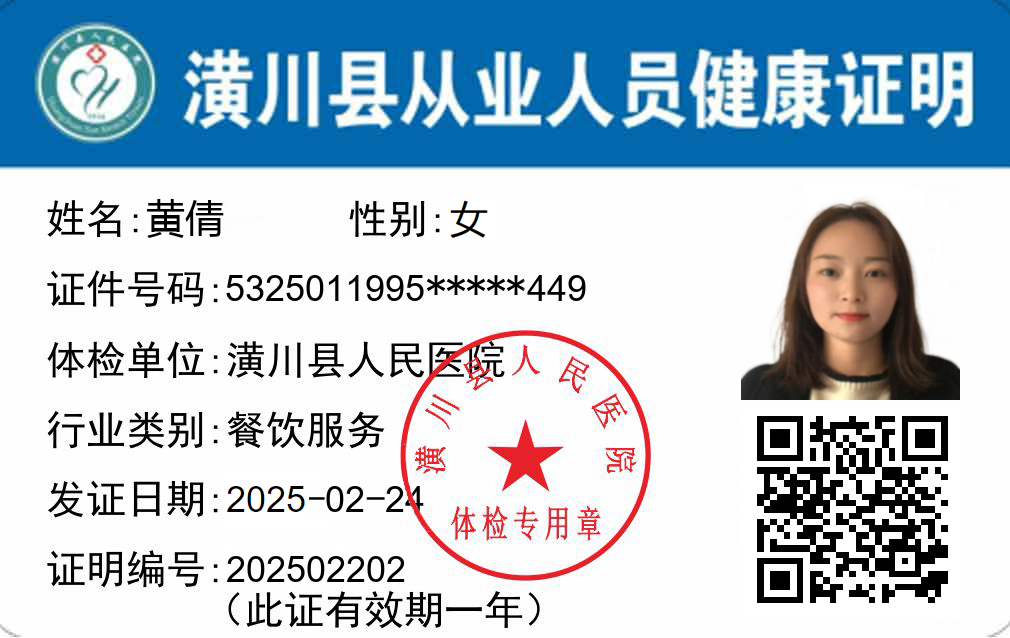 潢川县从业人员健康证明
姓名:黄倩 性别:女
证件号码:5325011995*****449
体检单位:潢川县人民医院
行业类别:餐饮服务
发证日期:2025-02-24
证明编号:202502202
(此证有效期一年)
潢川县人民医院
体检专用章